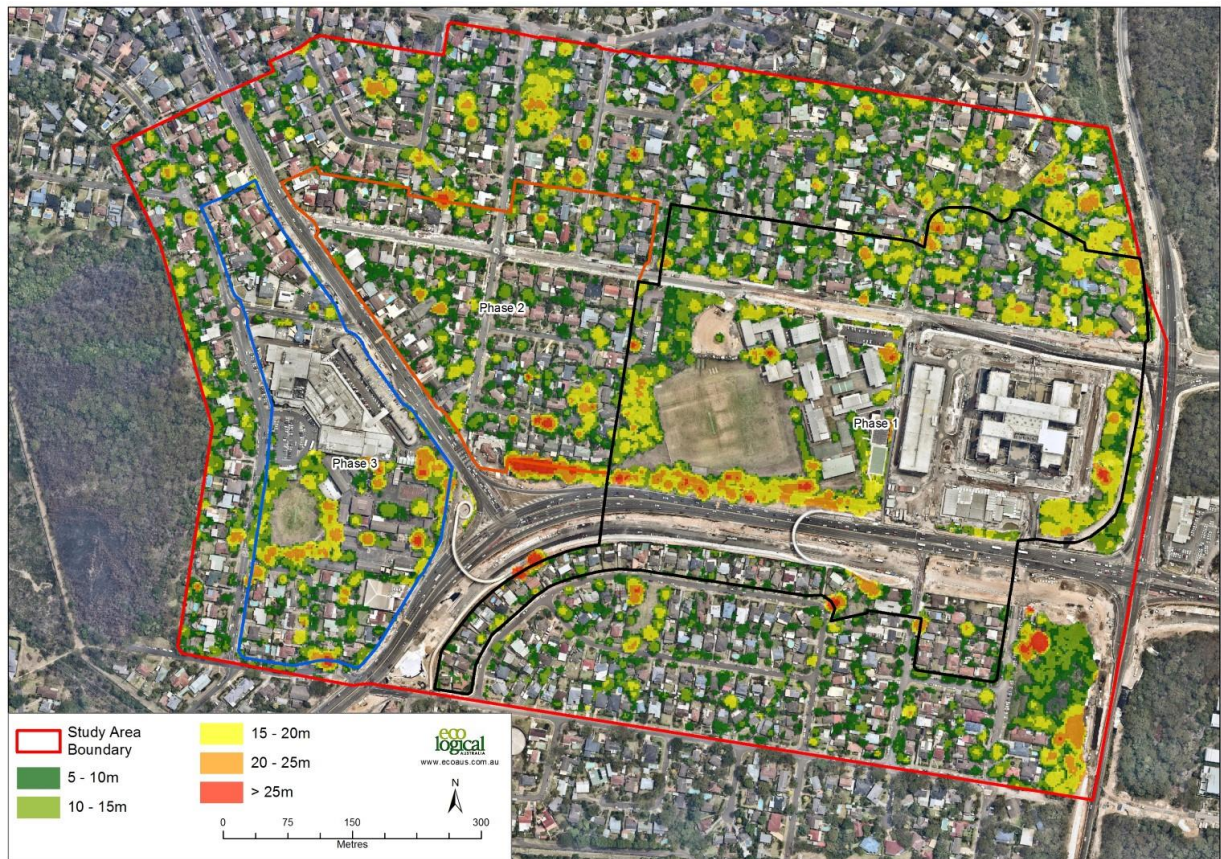 Phase 2
Phase 1
Phase 3
Study Area
Boundary
5 - 10m
10 - 15m
15 - 20m
20 - 25m
> 25m
eco
logical
AUSTRALIA
www.ecoaus.com.au
N
0 75 150 300
Metres